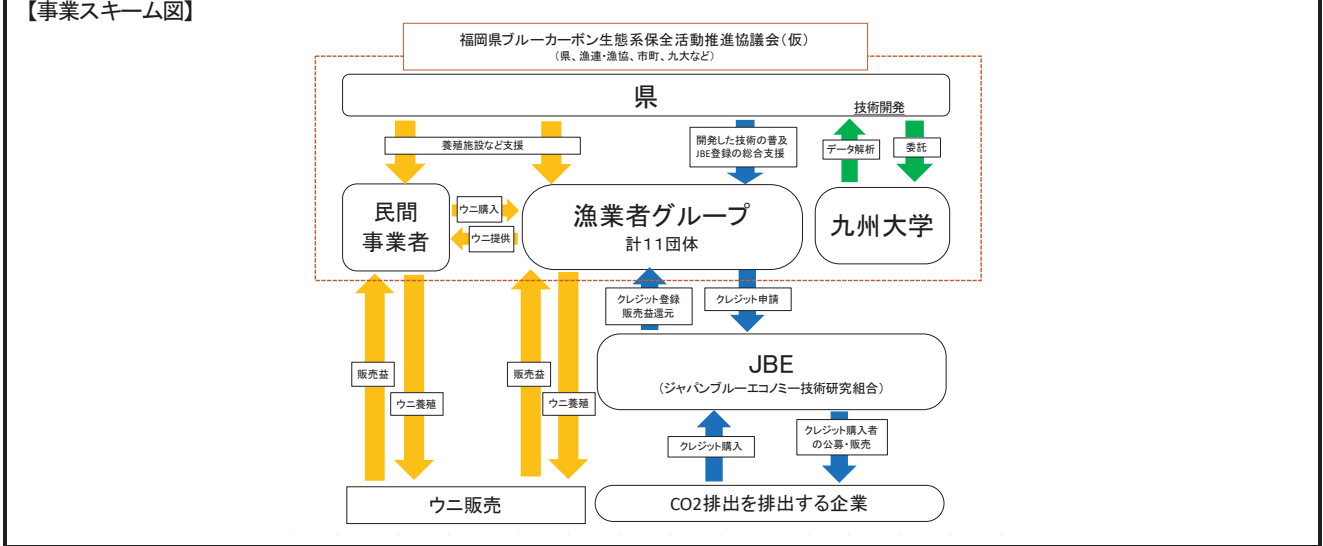 【事業スキーム図】
福岡県ブルーカーボン生態系保全活動推進協議会(仮)
(県、漁連・漁協、市町、九大など)
県
技術開発
養殖施設など支援
開発した技術の普及
JBE登録の総合支援
データ解析
委託
民間
事業者
ウニ購入
ウニ提供
漁業者グループ
計11団体
九州大学
クレジット登録
販売益還元
クレジット申請
JBE
(ジャパンブルーエコノミー技術研究組合)
販売益
ウニ養殖
販売益
ウニ養殖
クレジット購入
クレジット購入者
の公募・販売
ウニ販売
CO2排出を排出する企業